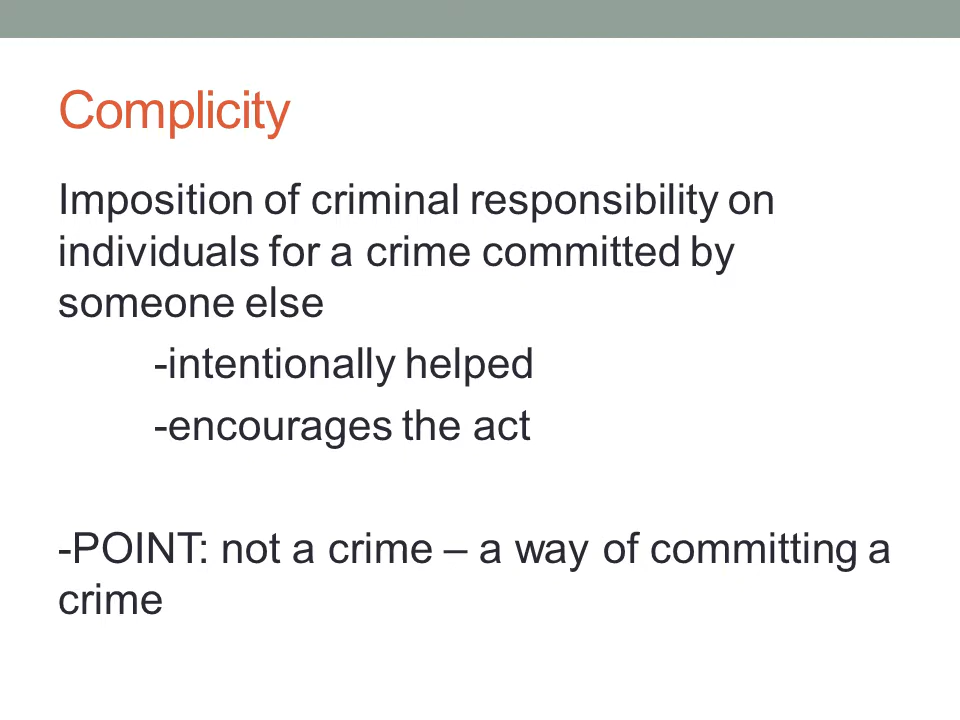 Complicity
Imposition of criminal responsibility on
individuals for a crime committed by
someone else
-intentionally helped
-encourages the act
-POINT: not a crime – a way of committing a
crime